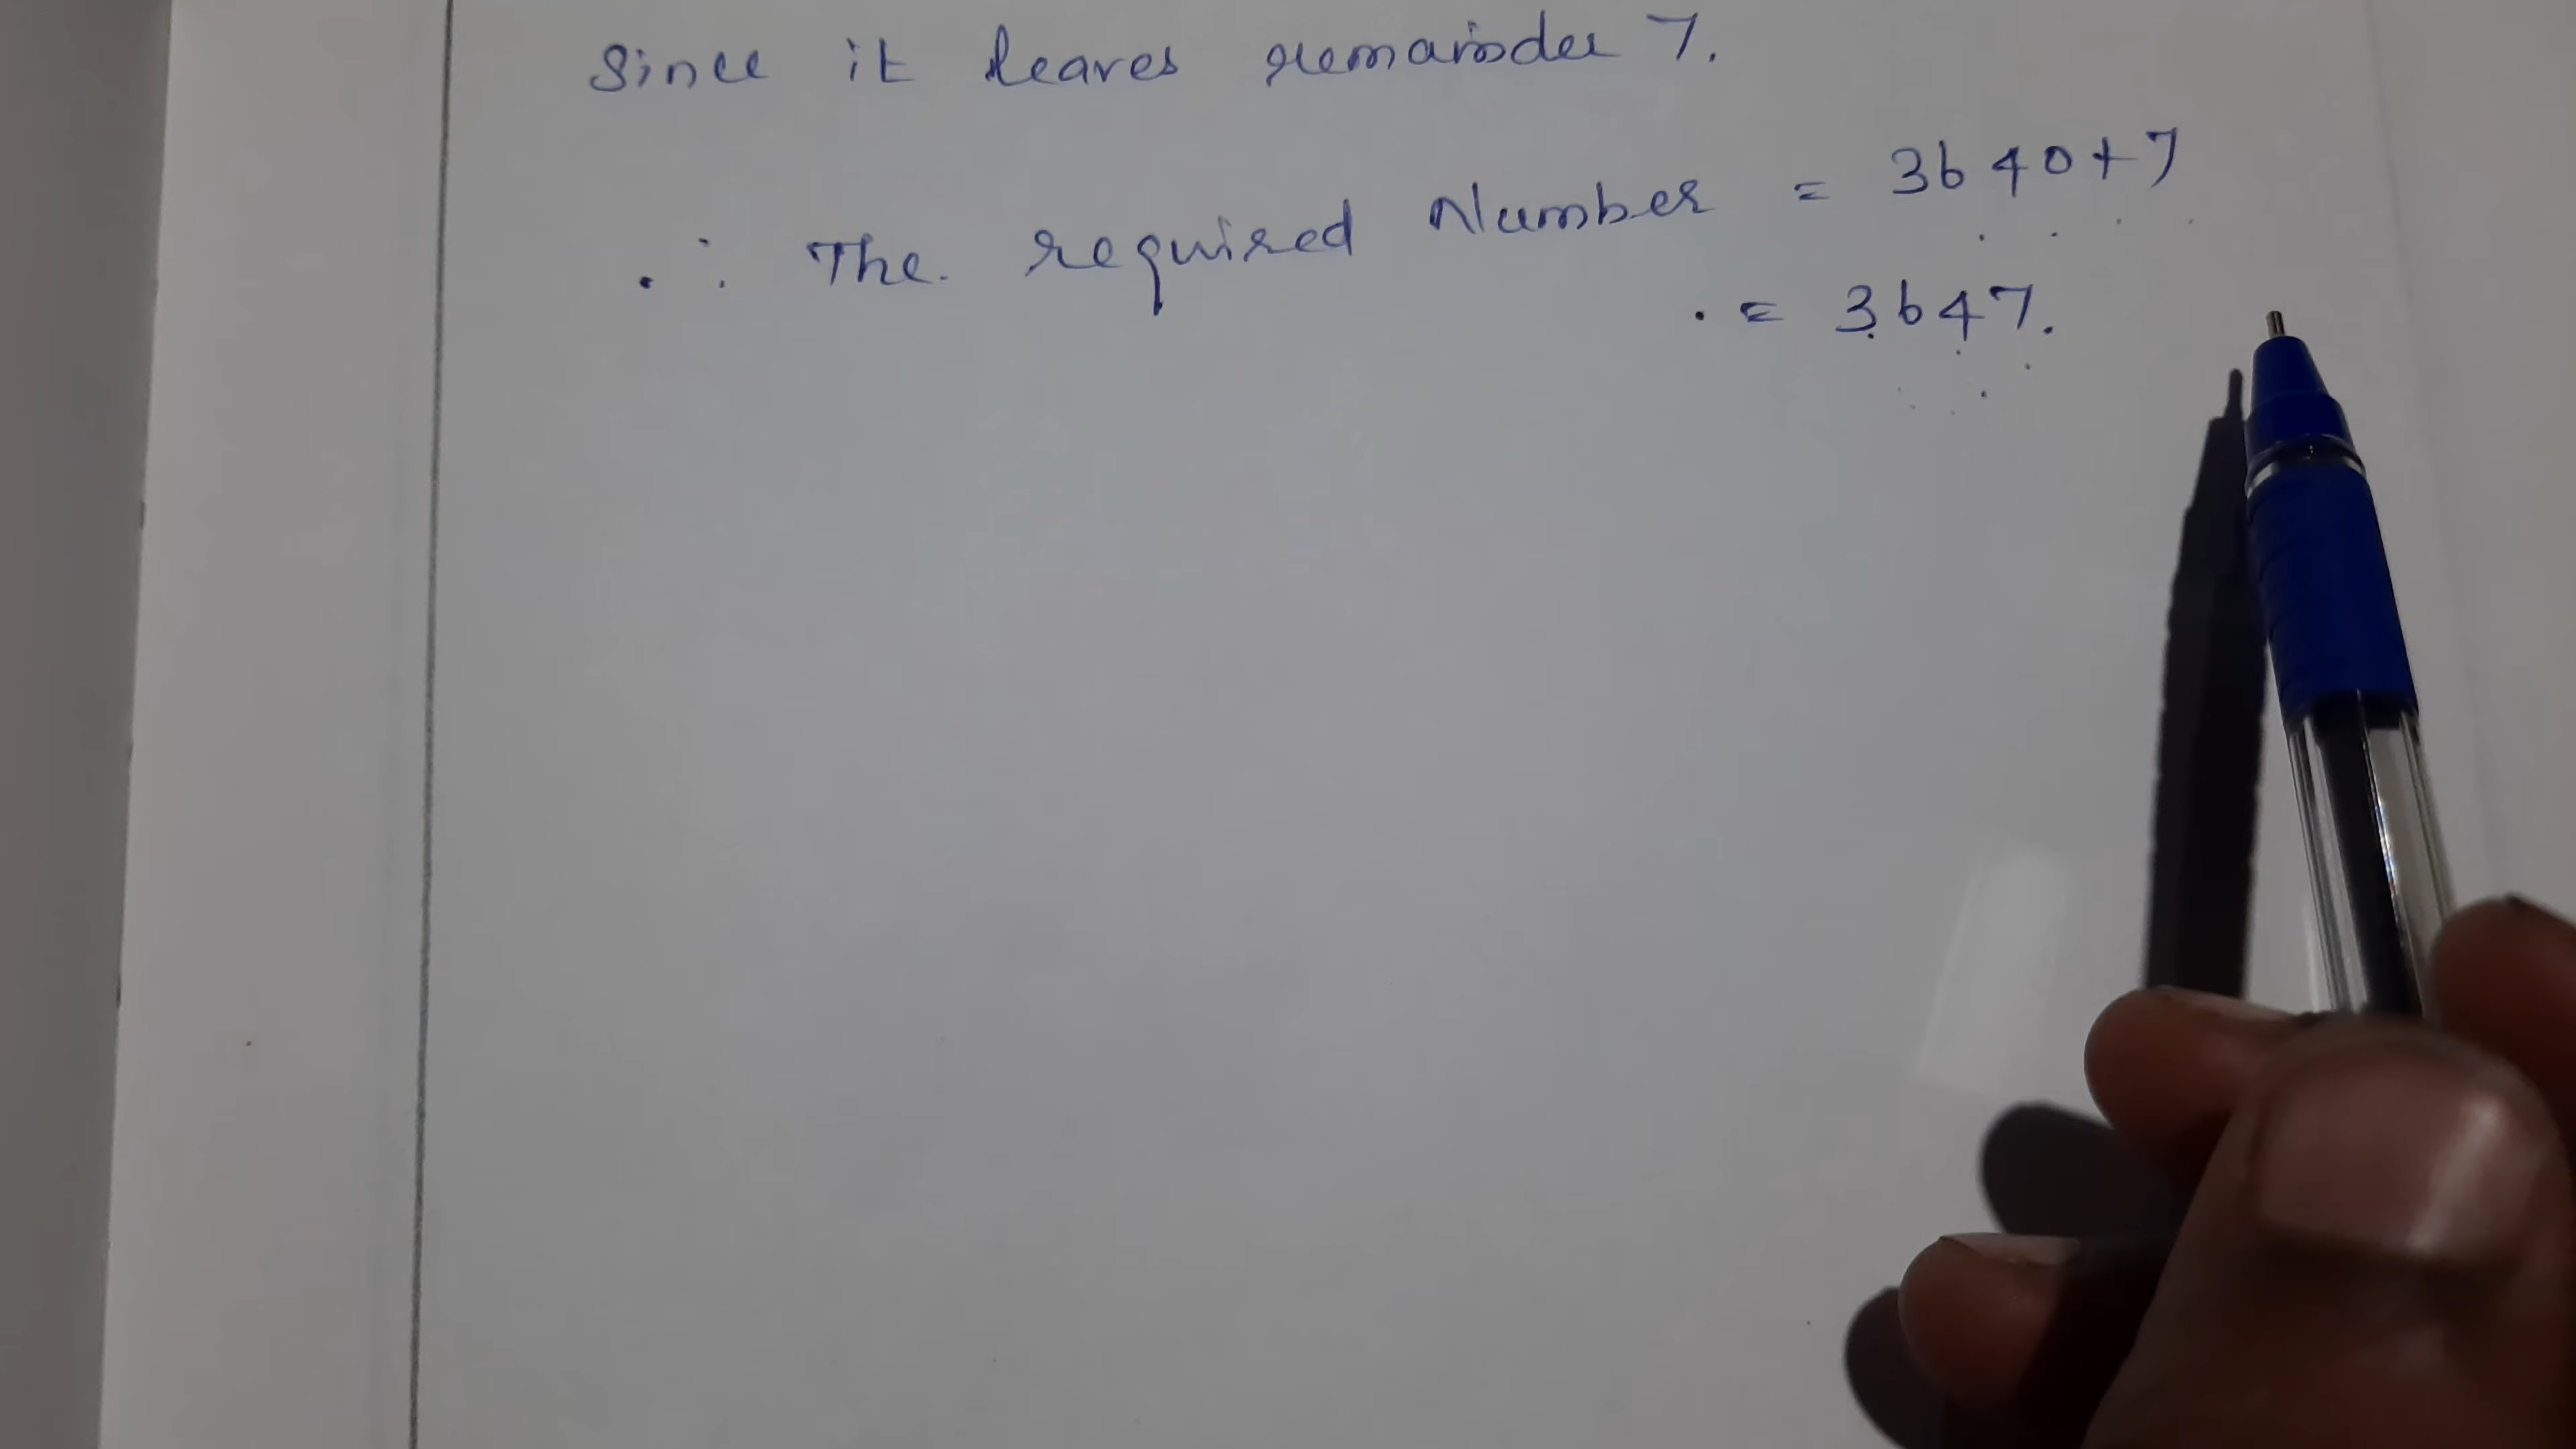 Since it leaves remainder 7.
∴ The required Number = 3640+7
= 3647.